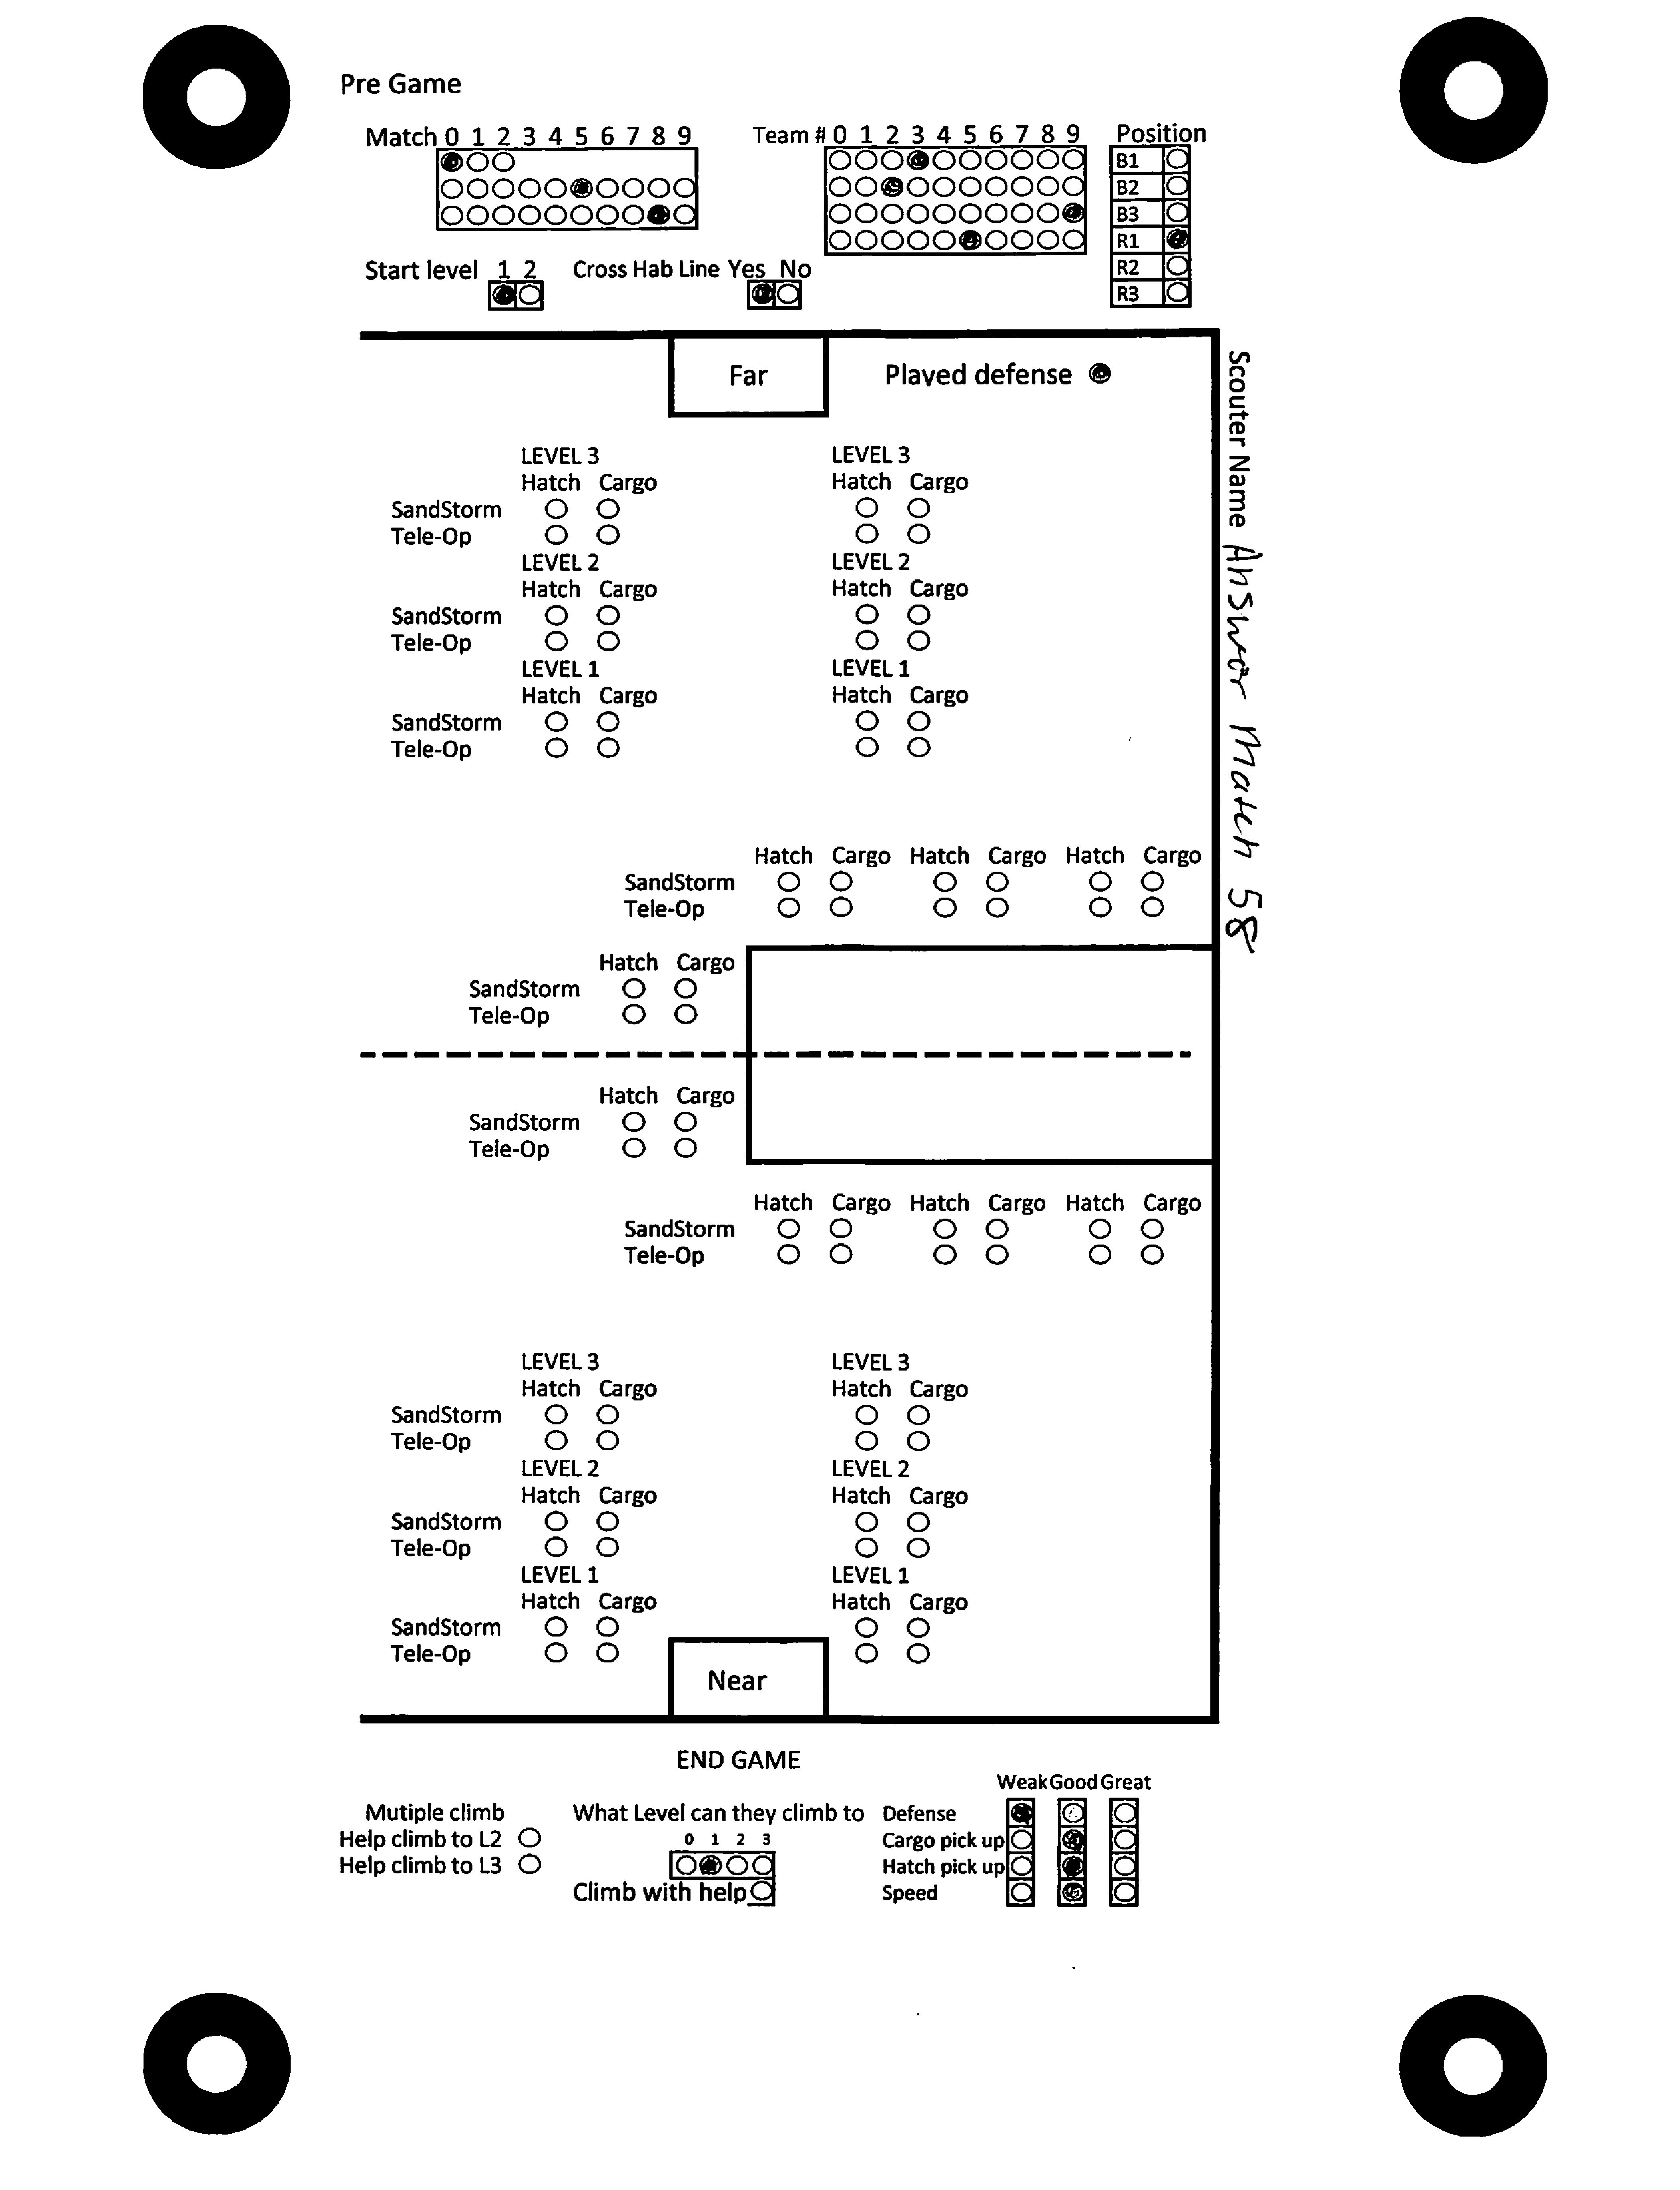 Pre Game
Match 0 1 2 3 4 5 6 7 8 9
Team # 0 1 2 3 4 5 6 7 8 9
Position
B1
B2
B3
R1
R2
R3
Start level 1 2
Cross Hab Line Yes No
Far
Played defense
Scouter Name
Match 58
LEVEL 3 LEVEL 3
Hatch Cargo Hatch Cargo
SandStorm
Tele-Op
LEVEL 2 LEVEL 2
Hatch Cargo Hatch Cargo
SandStorm
Tele-Op
LEVEL 1 LEVEL 1
Hatch Cargo Hatch Cargo
SandStorm
Tele-Op
Hatch Cargo Hatch Cargo Hatch Cargo
SandStorm
Tele-Op
Hatch Cargo
SandStorm
Tele-Op
Hatch Cargo
SandStorm
Tele-Op
Hatch Cargo Hatch Cargo Hatch Cargo
SandStorm
Tele-Op
LEVEL 3 LEVEL 3
Hatch Cargo Hatch Cargo
SandStorm
Tele-Op
LEVEL 2 LEVEL 2
Hatch Cargo Hatch Cargo
SandStorm
Tele-Op
LEVEL 1 LEVEL 1
Hatch Cargo Hatch Cargo
SandStorm
Tele-Op
Near
END GAME
Mutiple climb
Help climb to L2
Help climb to L3
What Level can they climb to
0 1 2 3
Climb with help
Weak Good Great
Defense
Cargo pick up
Hatch pick up
Speed